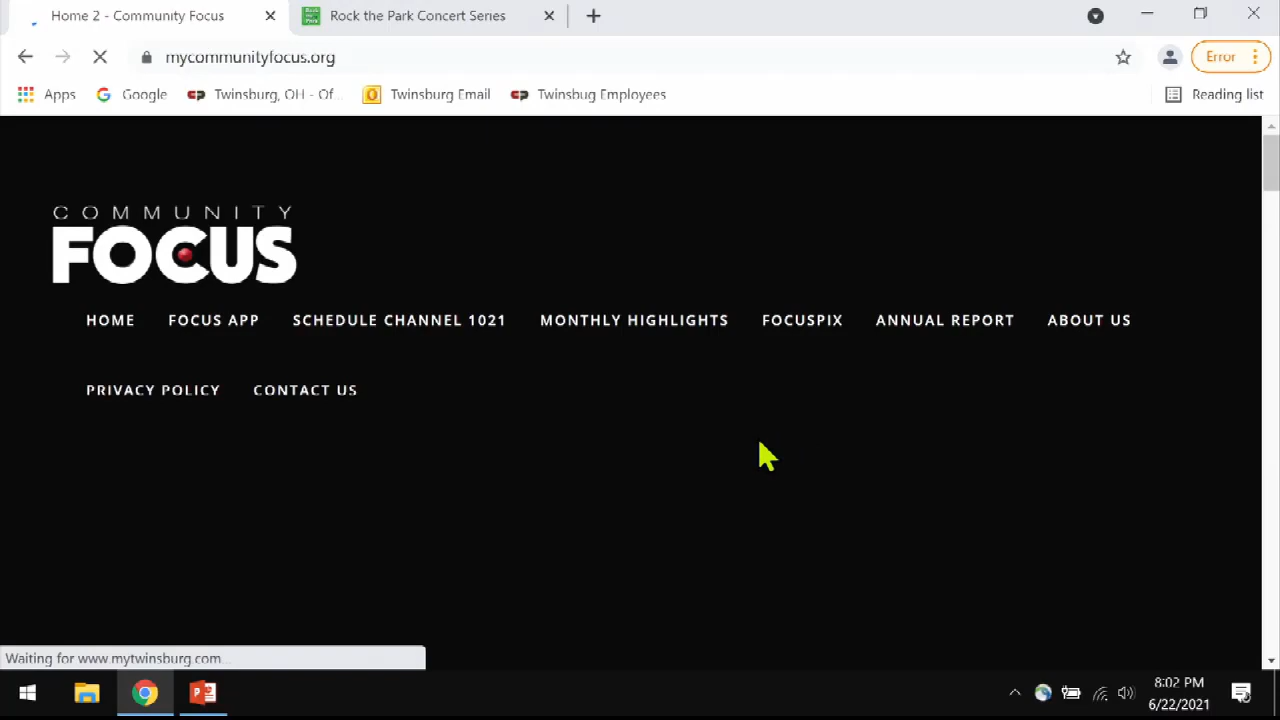 Home 2 - Community Focus
Rock the Park Concert Series
mycommunityfocus.org
Error
Apps
Google
Twinsburg, OH - Of...
Twinsburg Email
Twinsbug Employees
Reading list
COMMUNITY
FOCUS
HOME FOCUS APP SCHEDULE CHANNEL 1021 MONTHLY HIGHLIGHTS FOCUSPIX ANNUAL REPORT ABOUT US
PRIVACY POLICY CONTACT US
Waiting for www.mytwinsburg.com...
8:02 PM
6/22/2021